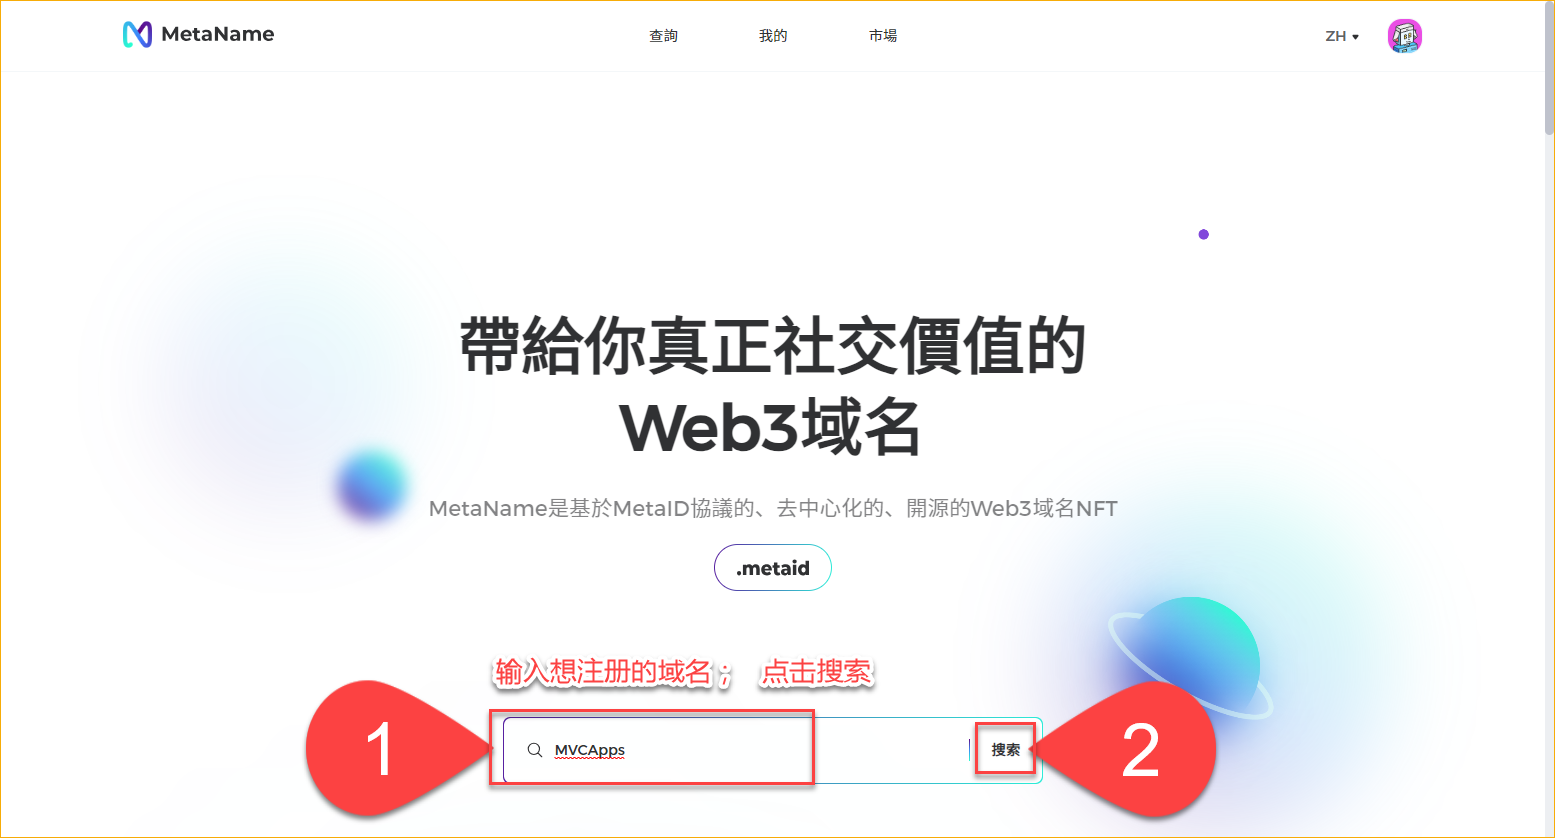 MetaName
查詢
我的
市場
ZH
帶給你真正社交價值的
Web3域名
MetaName是基於MetaID協議的、去中心化的、開源的Web3域名NFT
.metaid
输入想注册的域名； 点击搜索
1
MVCApps
搜索
2